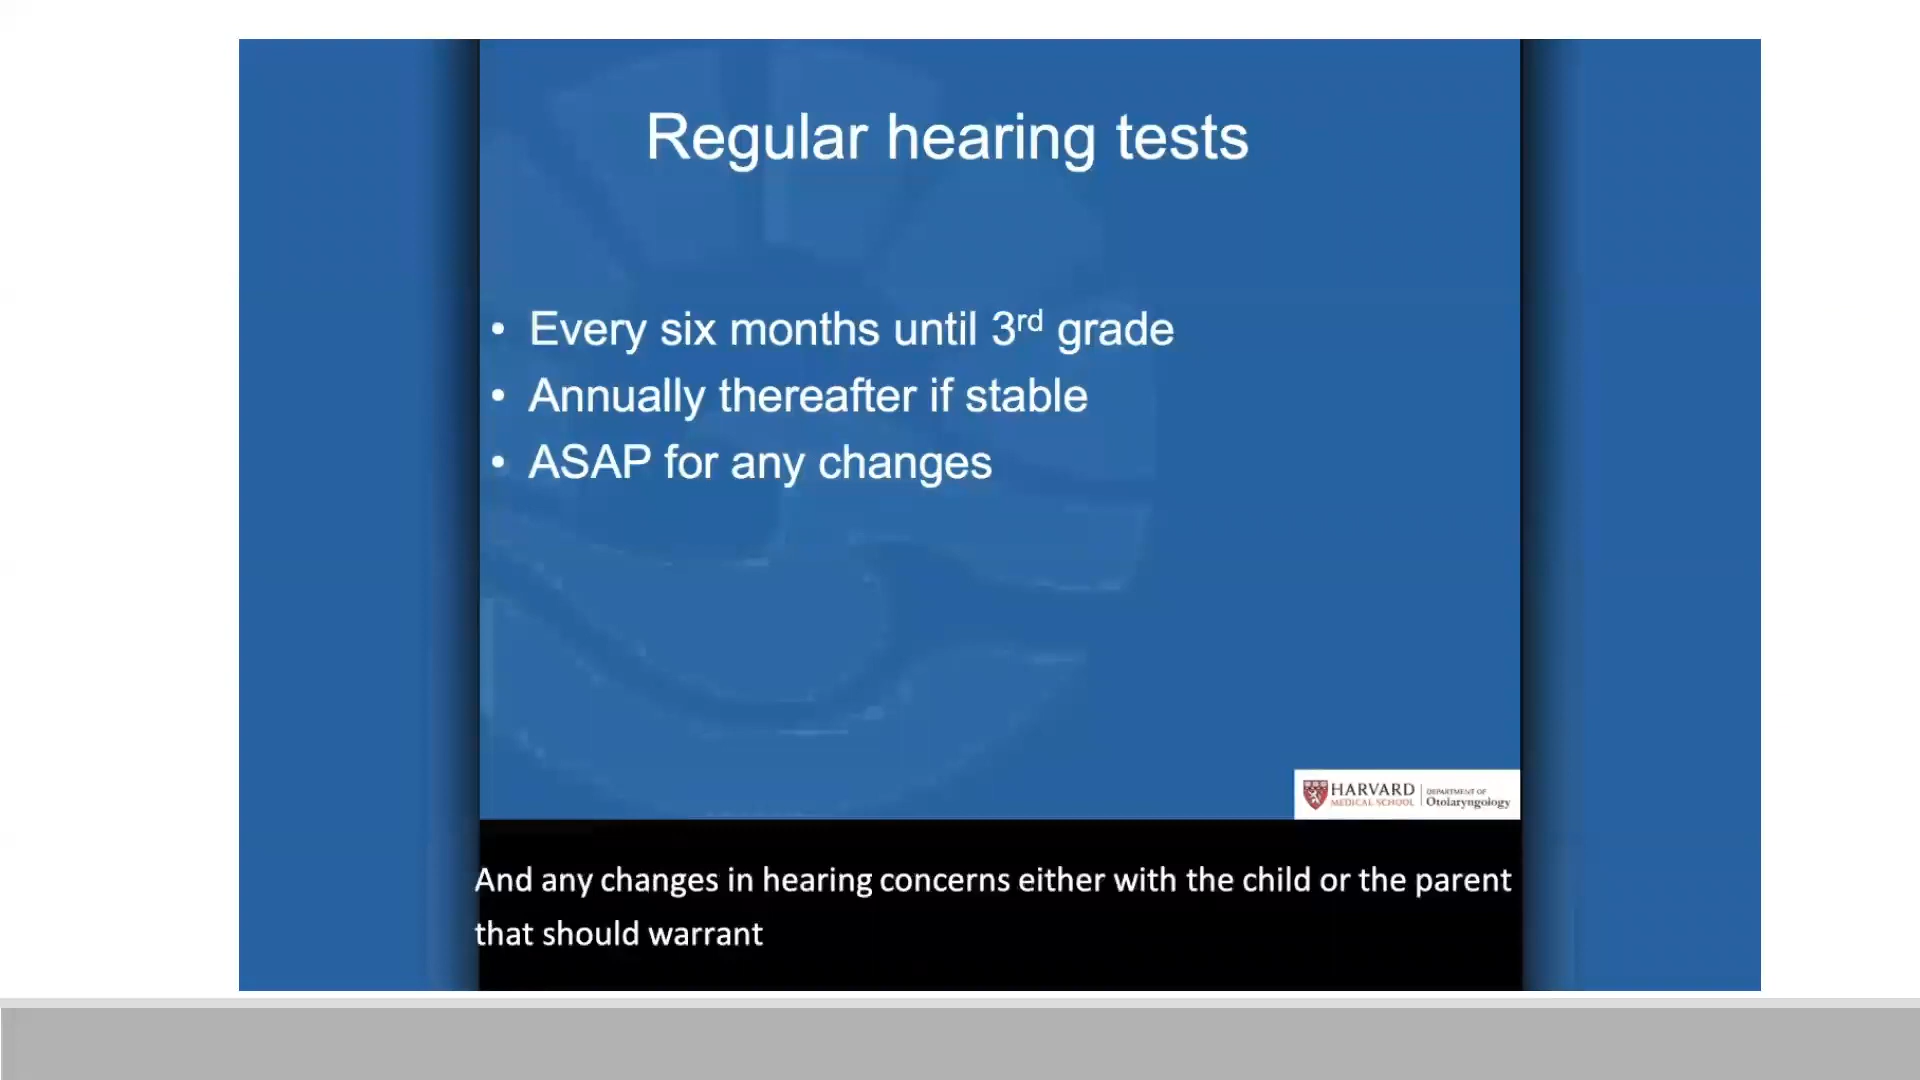 Regular hearing tests
• Every six months until 3rd grade
• Annually thereafter if stable
• ASAP for any changes
HARVARD
MEDICAL SCHOOL
DEPARTMENT OF
Otolaryngology
And any changes in hearing concerns either with the child or the parent
that should warrant